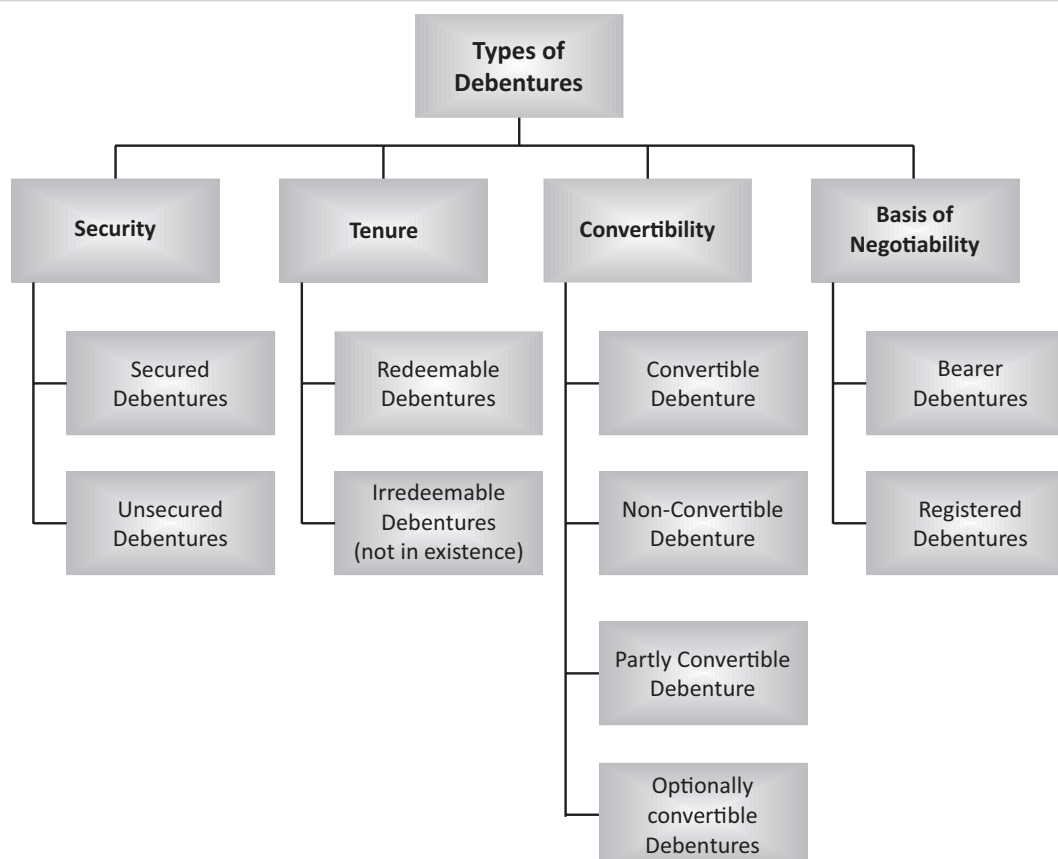 Types of
Debentures
Security
Tenure
Convertibility
Basis of
Negotiability
Secured
Debentures
Unsecured
Debentures
Redeemable
Debentures
Irredeemable
Debentures
(not in existence)
Convertible
Debenture
Non-Convertible
Debenture
Partly Convertible
Debenture
Optionally
convertible
Debentures
Bearer
Debentures
Registered
Debentures